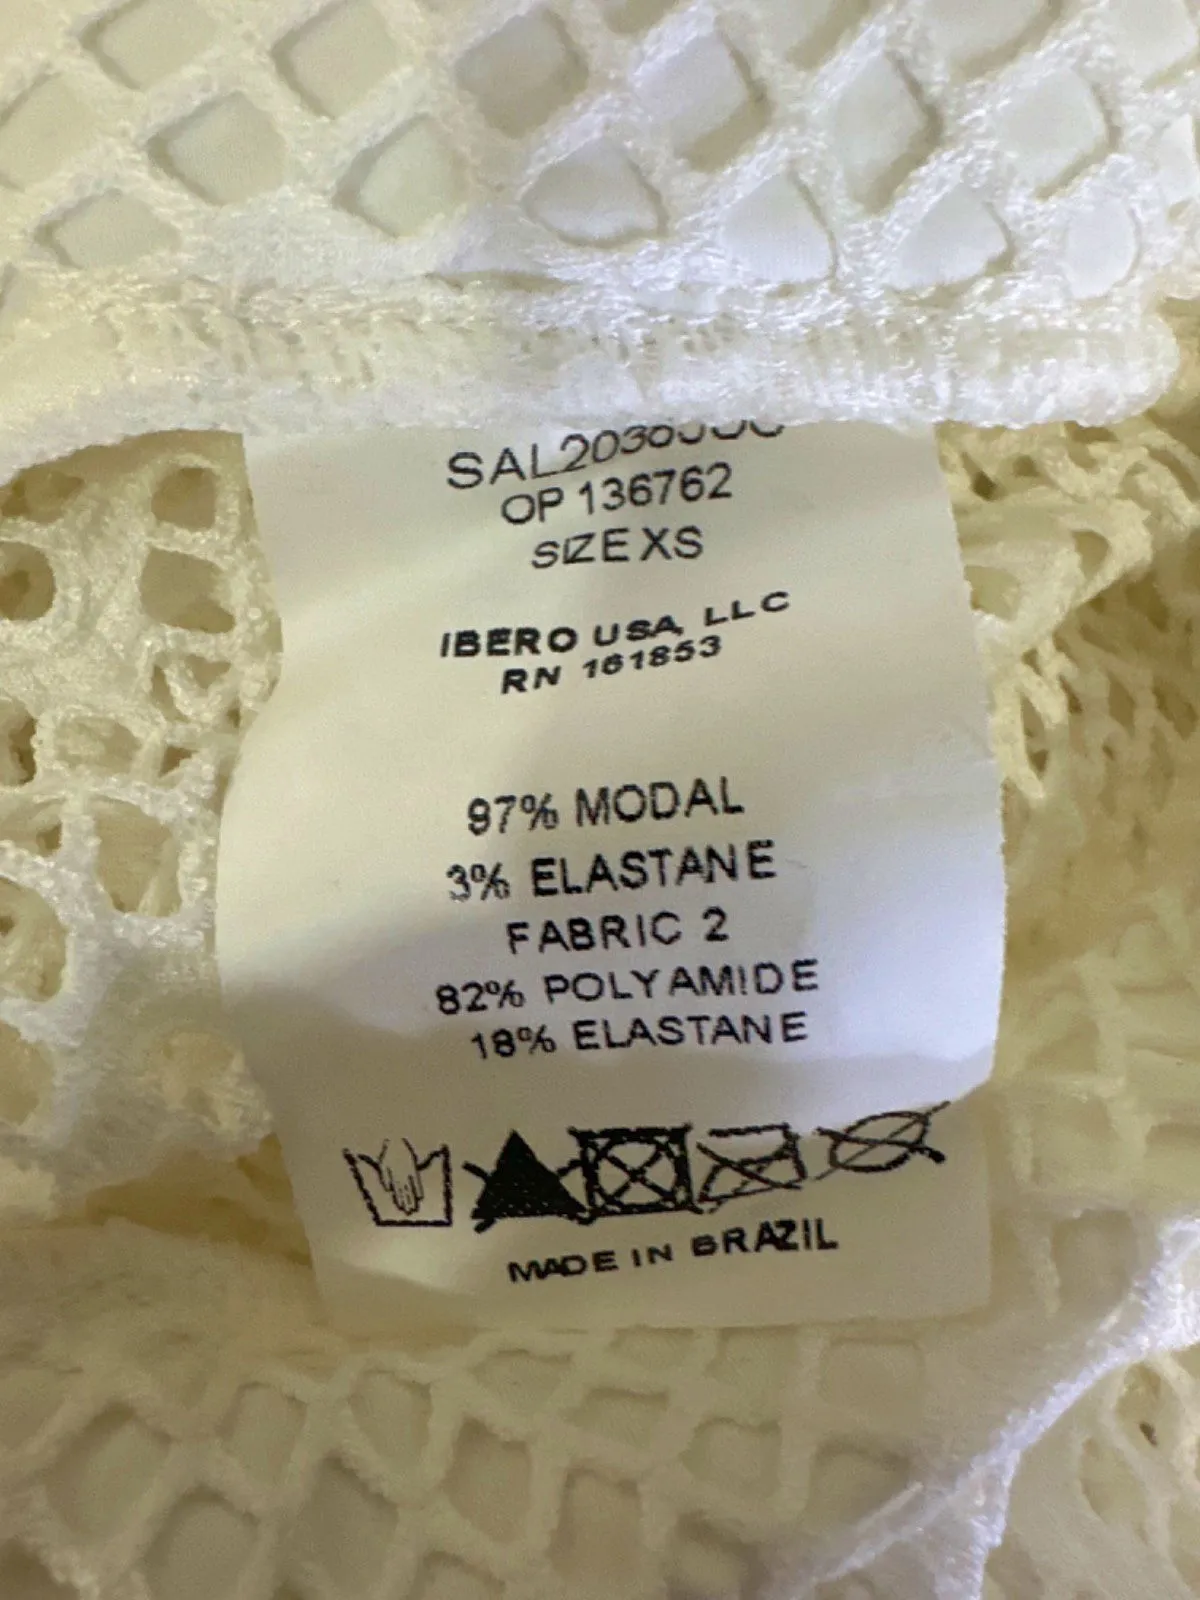 OP 136762
SIZE XS
IBERO USA, LLC
RN 161853
97% MODAL
3% ELASTANE
FABRIC 2
82% POLYAMIDE
18% ELASTANE
MADE IN BRAZIL